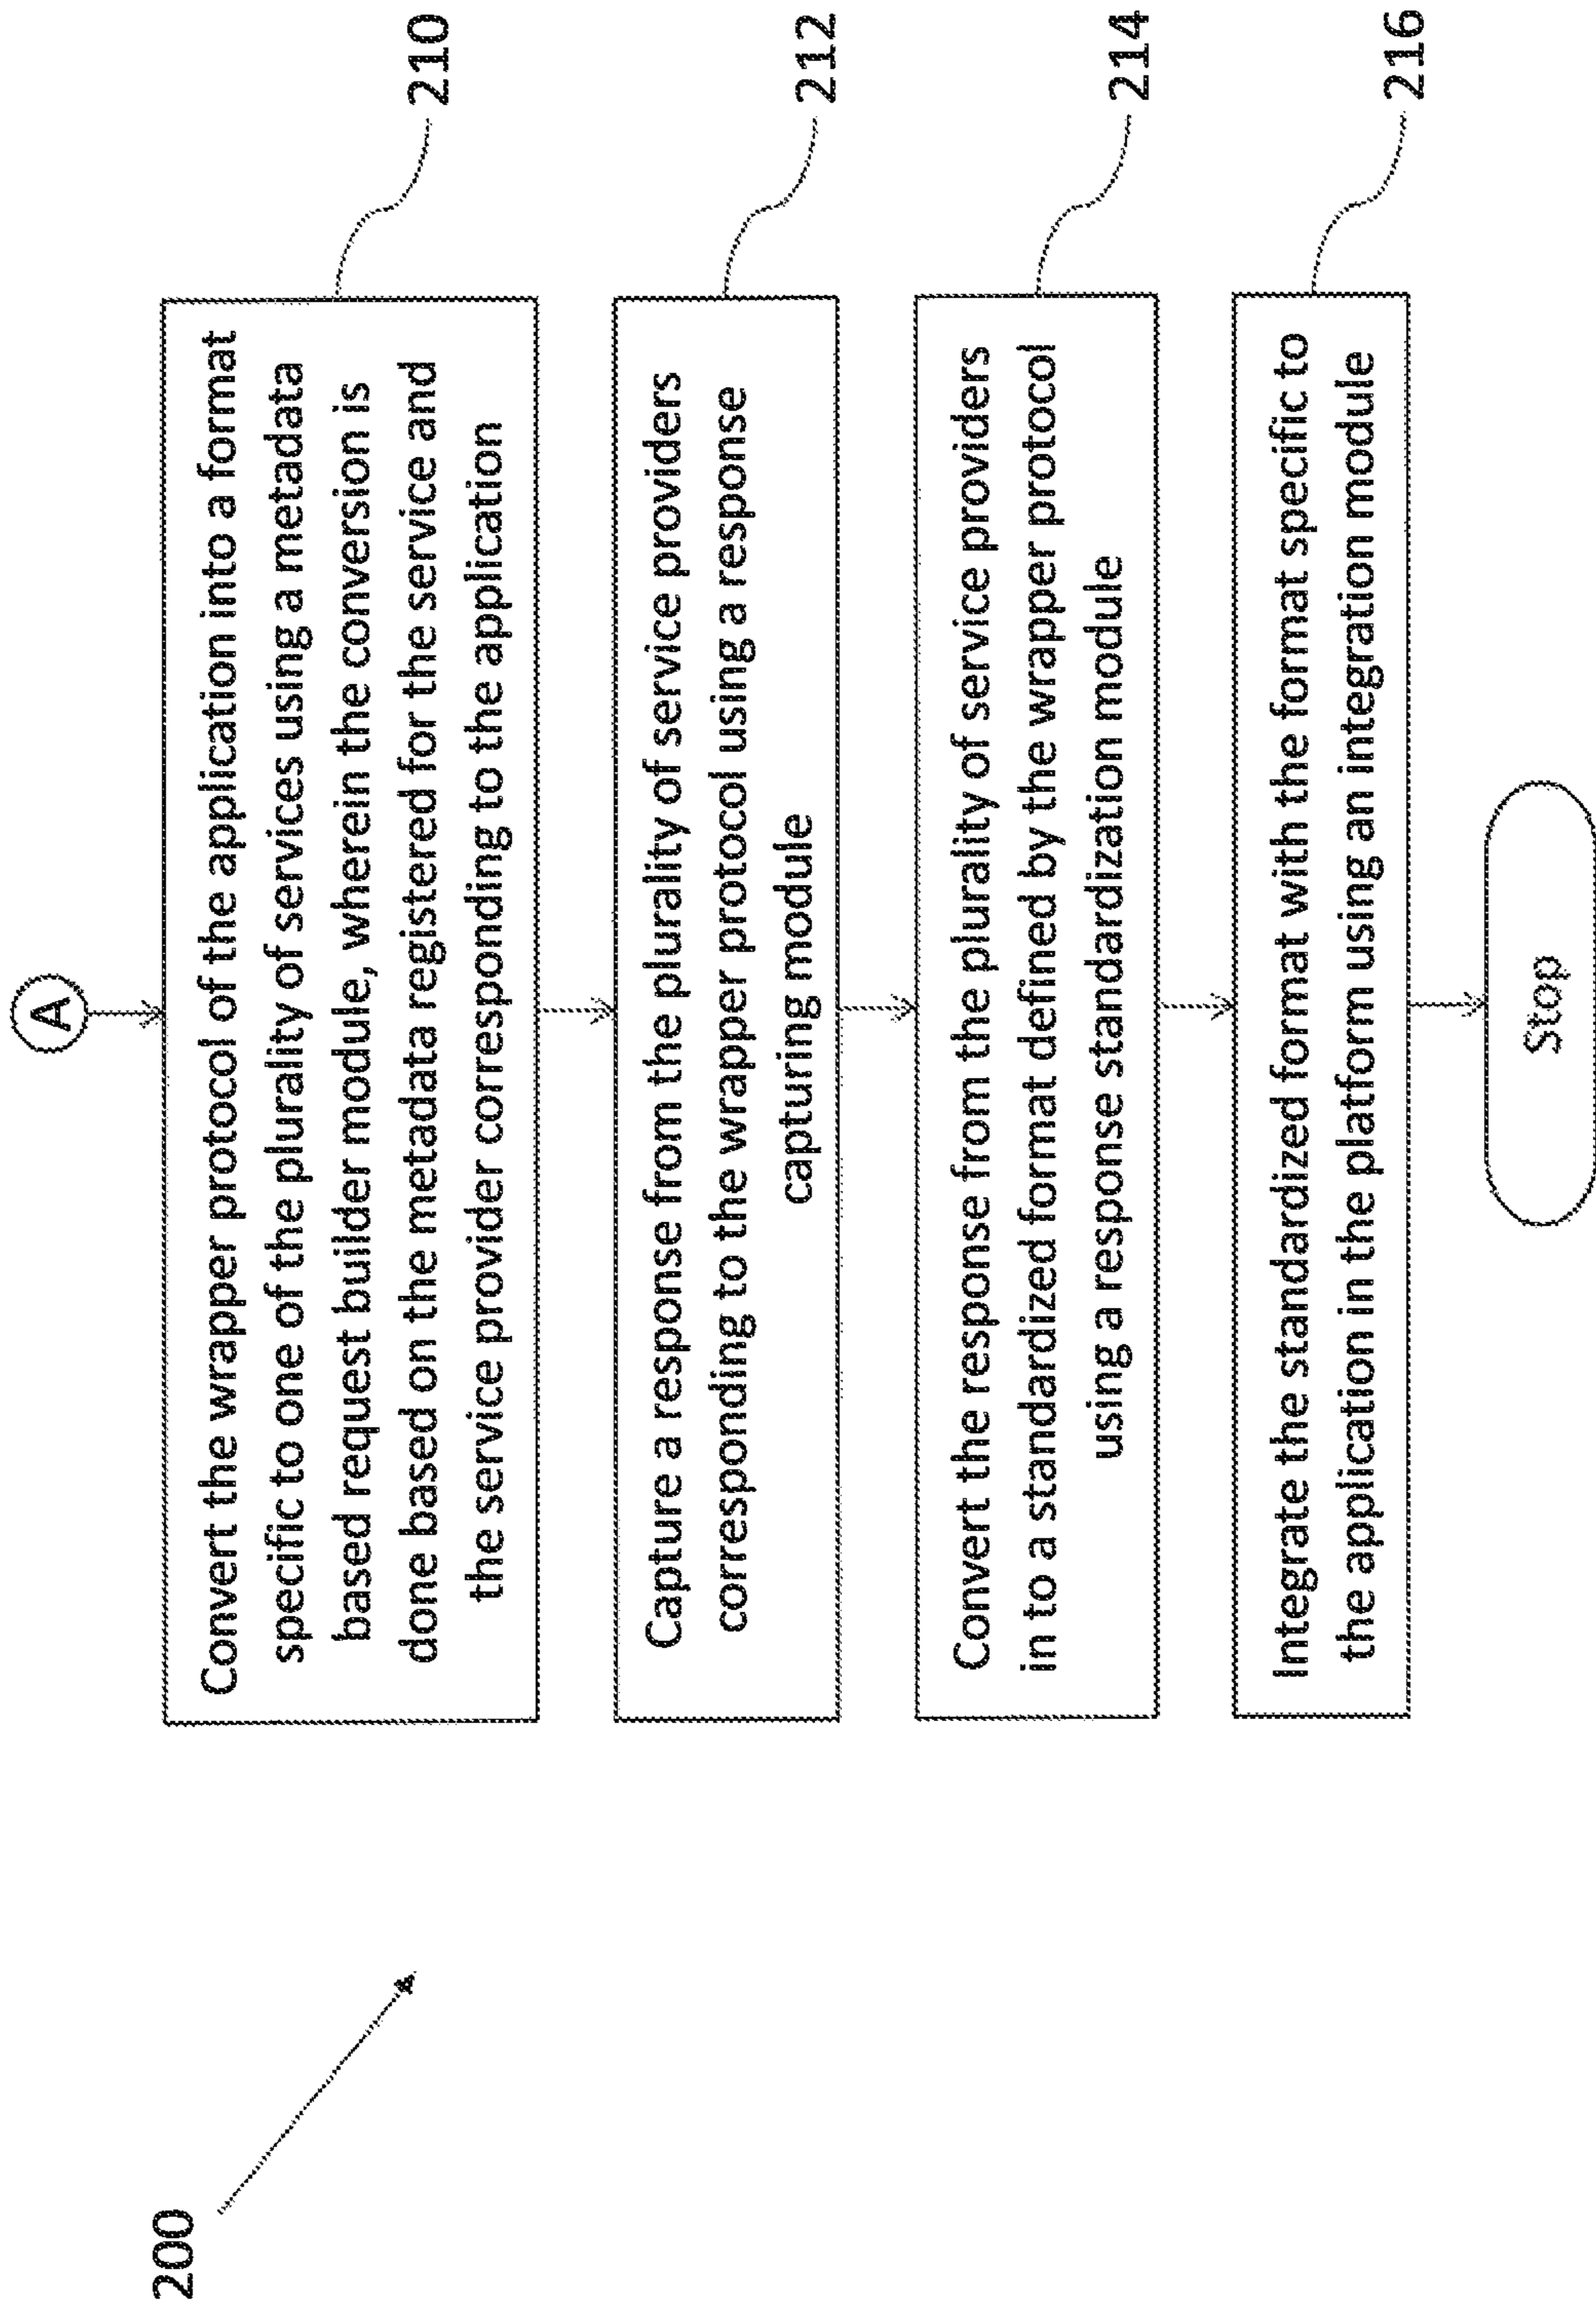 200
A
Convert the wrapper protocol of the application into a format
specific to one of the plurality of services using a metadata
based request builder module, wherein the conversion is
done based on the metadata registered for the service and
the service provider corresponding to the application
210
Capture a response from the plurality of service providers
corresponding to the wrapper protocol using a response
capturing module
212
Convert the response from the plurality of service providers
in to a standardized format defined by the wrapper protocol
using a response standardization module
214
Integrate the standardized format with the format specific to
the application in the platform using an integration module
216
Stop